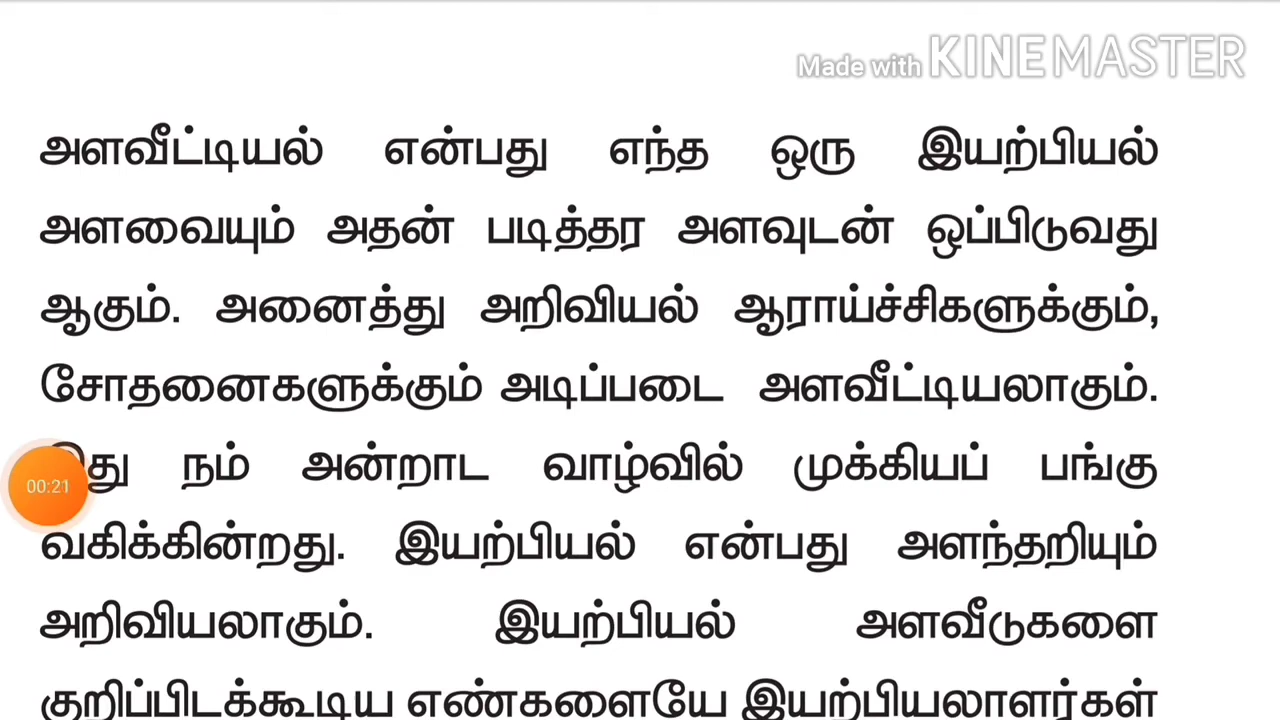 Made with KINEMASTER
அளவீட்டியல் என்பது எந்த ஒரு இயற்பியல்
அளவையும் அதன் படித்தர அளவுடன் ஒப்பிடுவது
ஆகும். அனைத்து அறிவியல் ஆராய்ச்சிகளுக்கும்,
சோதனைகளுக்கும் அடிப்படை அளவீட்டியலாகும்.
00:21
நம் அன்றாட வாழ்வில் முக்கியப் பங்கு
வகிக்கின்றது. இயற்பியல் என்பது அளந்தறியும்
அறிவியலாகும். இயற்பியல் அளவீடுகளை
குறிப்பிடக்கூடிய எண்களையே இயற்பியலாளர்கள்